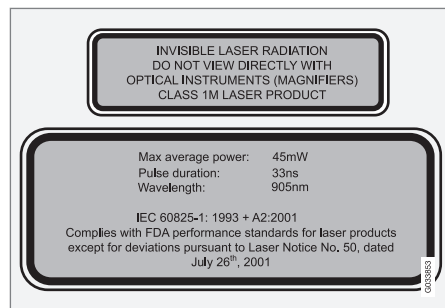 INVISIBLE LASER RADIATION
DO NOT VIEW DIRECTLY WITH
OPTICAL INSTRUMENTS (MAGNIFIERS)
CLASS 1M LASER PRODUCT
Max average power: 45mW
Pulse duration: 33ns
Wavelength: 905nm
IEC 60825-1: 1993 + A2:2001
Complies with FDA performance standards for laser products
except for deviations pursuant to Laser Notice No. 50, dated
July 26th, 2001
G033853